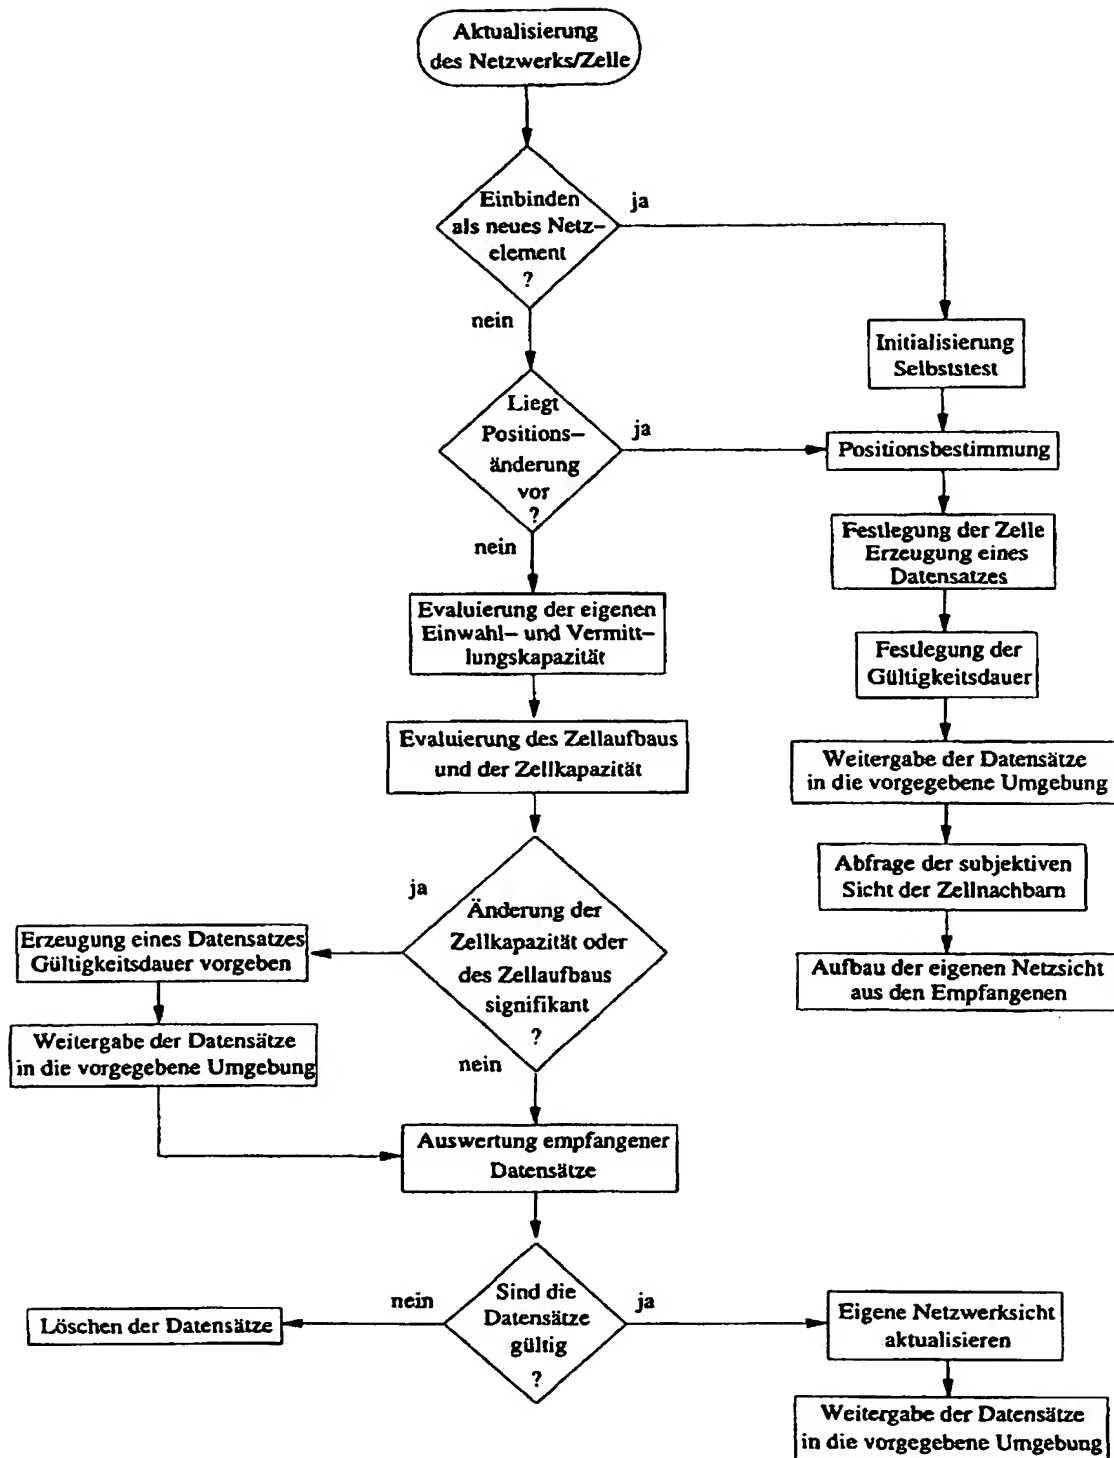 Aktualisierung
des Netzwerks/Zelle
Einbinden
als neues Netz-
element
?
ja
nein
Initialisierung
Selbststest
Liegt
Positions-
änderung
vor
?
ja
nein
Positionsbestimmung
Festlegung der Zelle
Erzeugung eines
Datensatzes
Evaluierung der eigenen
Einwahl- und Vermitt-
lungskapazität
Festlegung der
Gültigkeitsdauer
Evaluierung des Zellaufbaus
und der Zellkapazität
Weitergabe der Datensätze
in die vorgegebene Umgebung
Abfrage der subjektiven
Sicht der Zellnachbarn
Aufbau der eigenen Netzsicht
aus den Empfangenen
ja
Änderung der
Zellkapazität oder
des Zellaufbaus
signifikant
?
nein
Erzeugung eines Datensatzes
Gültigkeitsdauer vorgeben
Weitergabe der Datensätze
in die vorgegebene Umgebung
Auswertung empfangener
Datensätze
Sind die
Datensätze
gültig
?
nein
ja
Löschen der Datensätze
Eigene Netzwerksicht
aktualisieren
Weitergabe der Datensätze
in die vorgegebene Umgebung